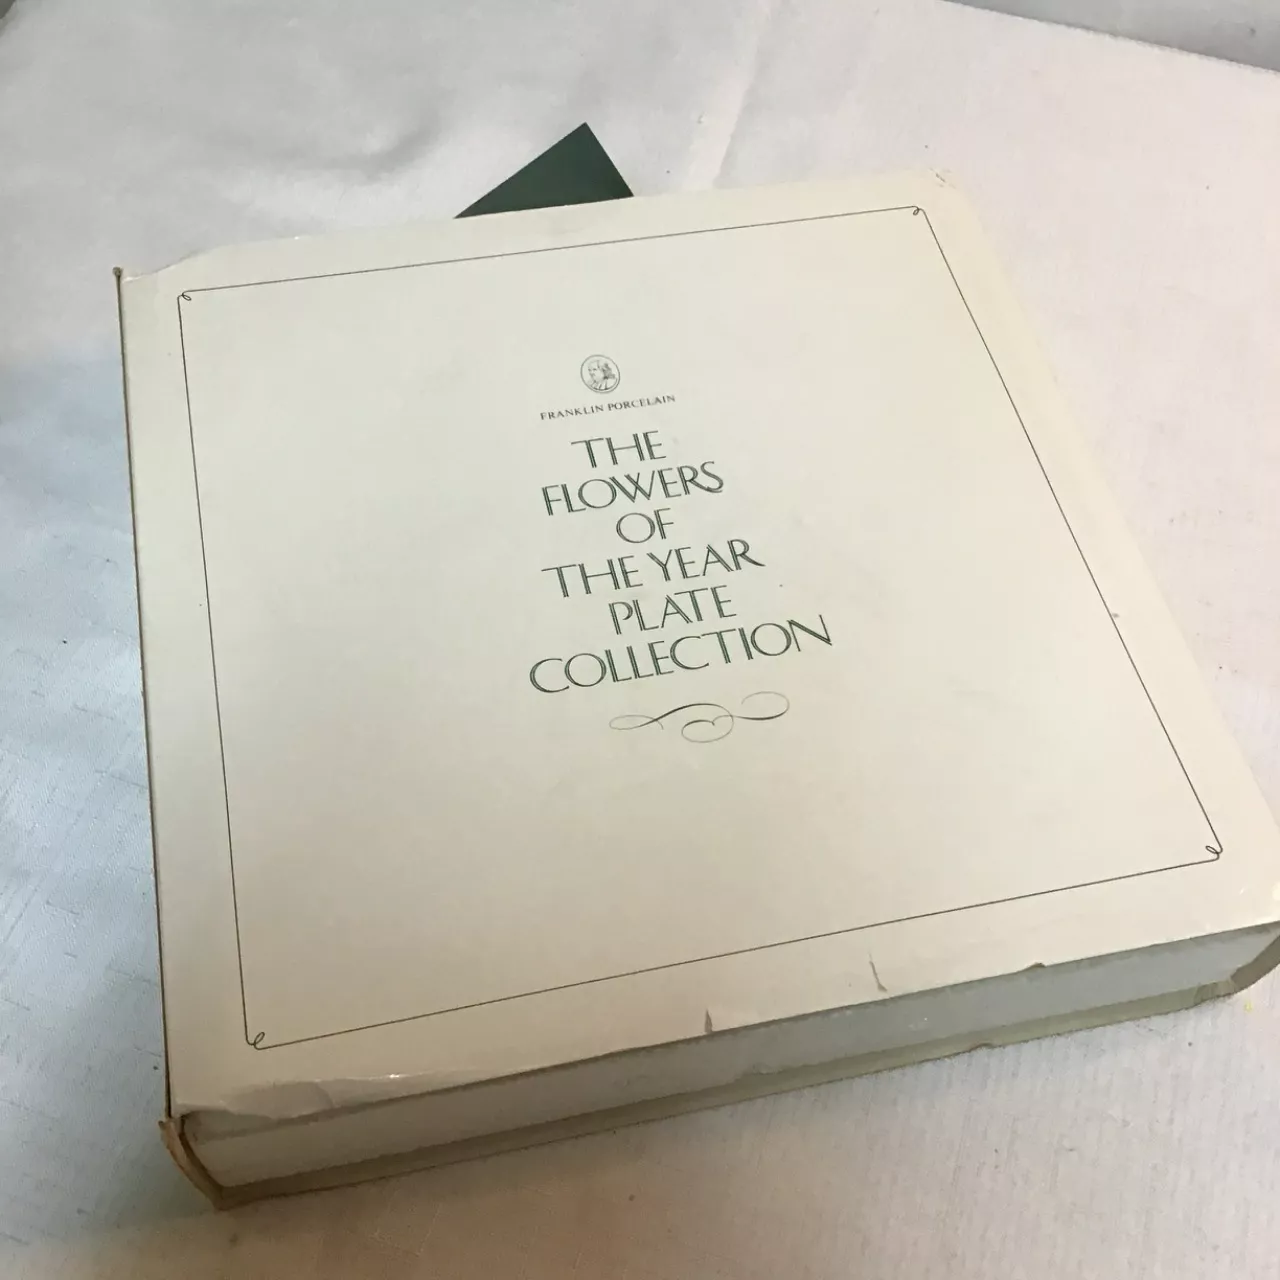 FRANKLIN PORCELAIN
THE
FLOWERS
OF
THE YEAR
PLATE
COLLECTION